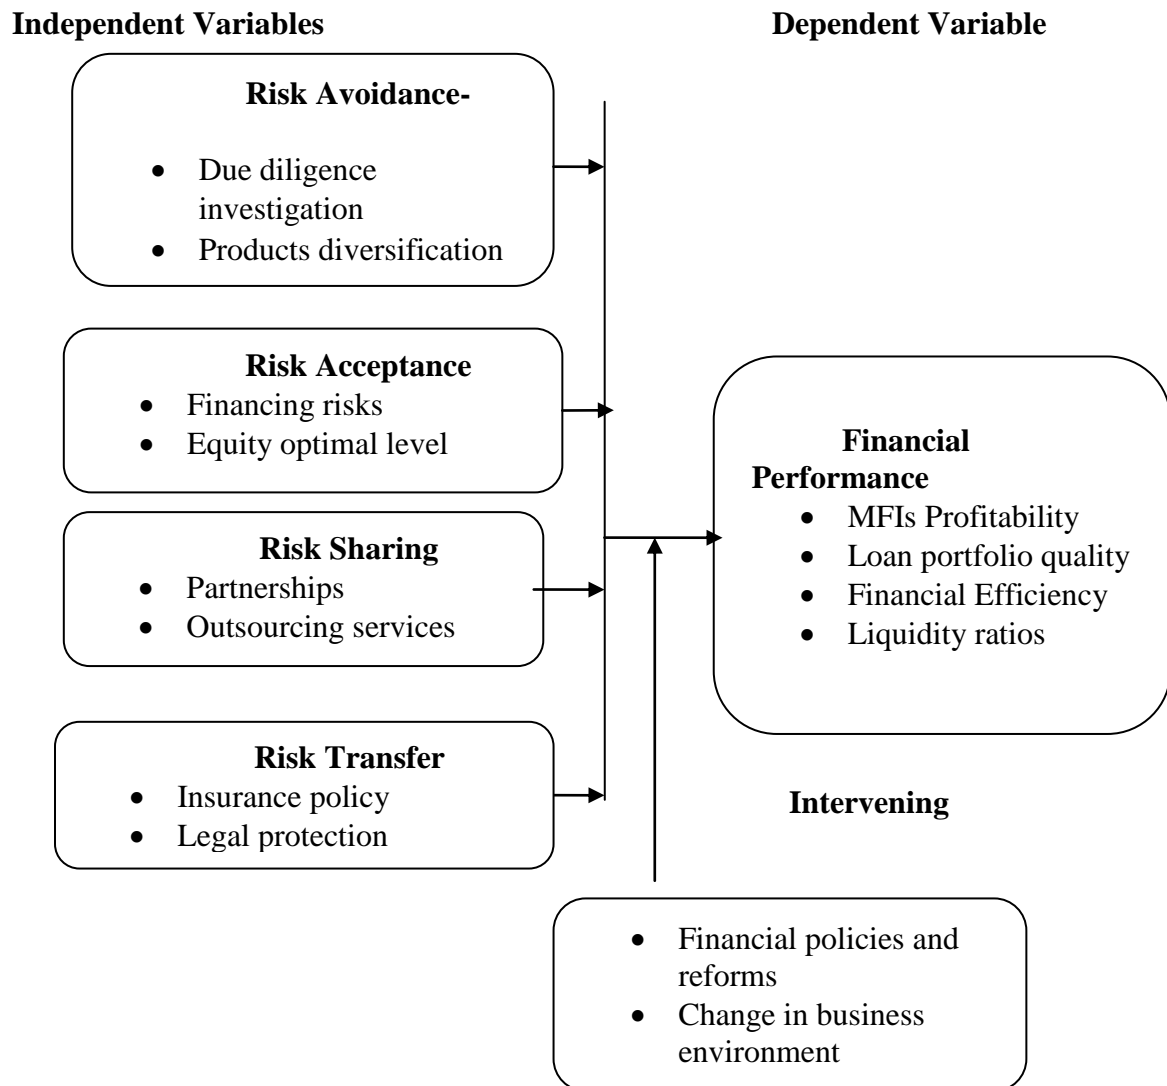 Independent Variables
Dependent Variable
Risk Avoidance-
• Due diligence
investigation
• Products diversification
Risk Acceptance
• Financing risks
• Equity optimal level
Risk Sharing
• Partnerships
• Outsourcing services
Risk Transfer
• Insurance policy
• Legal protection
Financial
Performance
• MFIs Profitability
• Loan portfolio quality
• Financial Efficiency
• Liquidity ratios
Intervening
• Financial policies and
reforms
• Change in business
environment